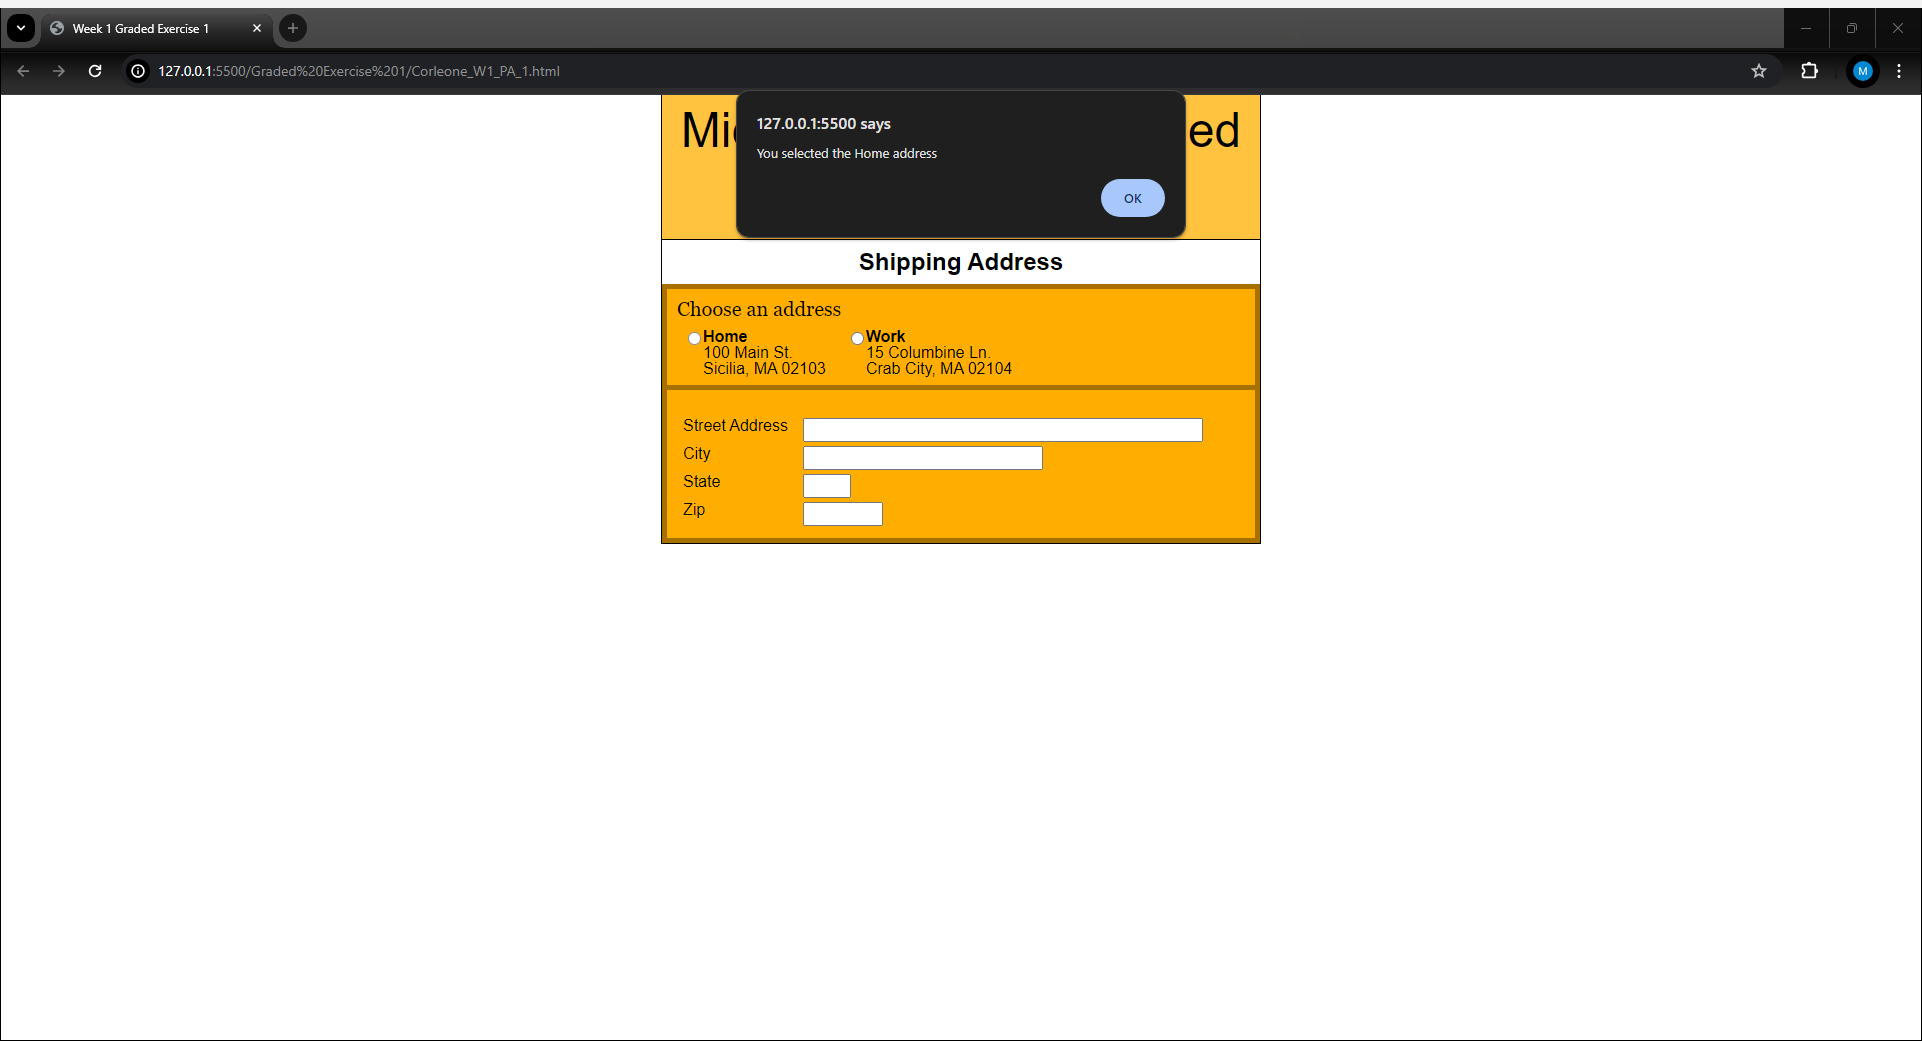 Week 1 Graded Exercise 1
127.0.0.1:5500/Graded%20Exercise%201/Corleone_W1_PA_1.html
M
127.0.0.1:5500 says
You selected the Home address
OK
Shipping Address
Choose an address
Home Work
100 Main St. 15 Columbine Ln.
Sicilia, MA 02103 Crab City, MA 02104
Street Address
City
State
Zip